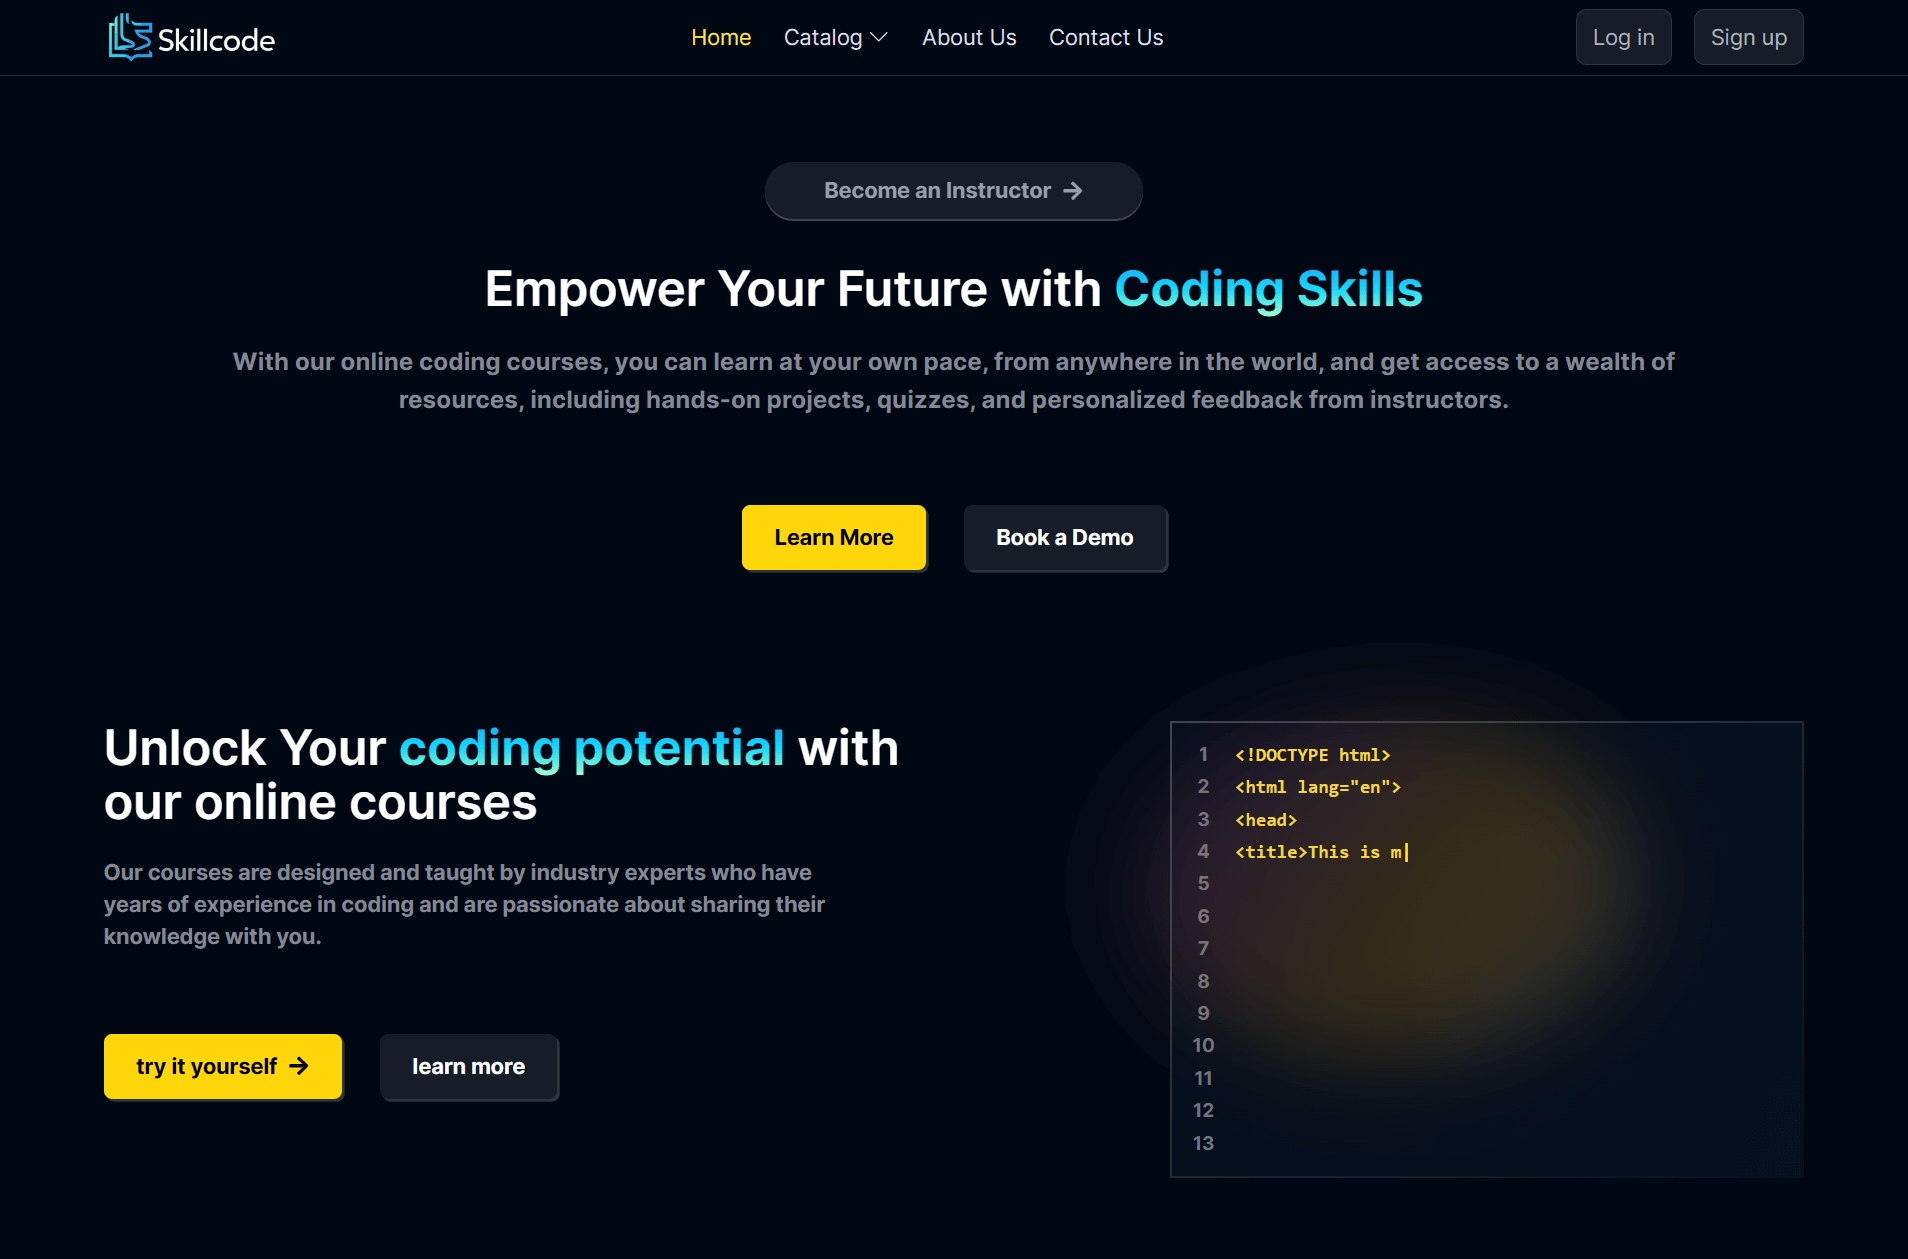 Skillcode
Home
Catalog
About Us
Contact Us
Log in
Sign up
Become an Instructor →
Empower Your Future with Coding Skills
With our online coding courses, you can learn at your own pace, from anywhere in the world, and get access to a wealth of
resources, including hands-on projects, quizzes, and personalized feedback from instructors.
Learn More
Book a Demo
Unlock Your coding potential with
our online courses
Our courses are designed and taught by industry experts who have
years of experience in coding and are passionate about sharing their
knowledge with you.
try it yourself →
learn more
1 <!DOCTYPE html>
2 <html lang="en">
3 <head>
4 <title>This is m|
5
6
7
8
9
10
11
12
13